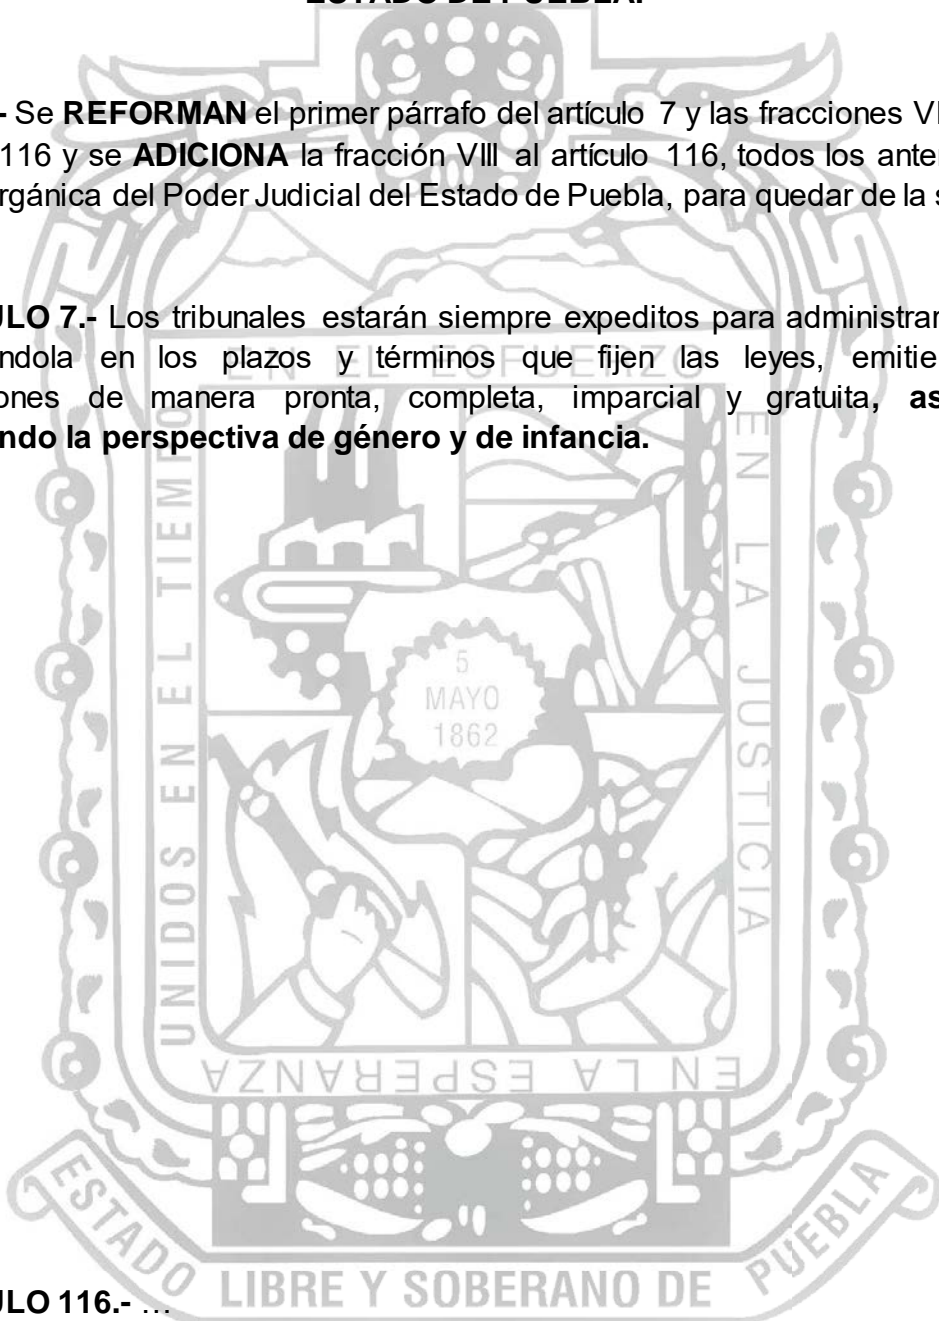 ESTADO DE PUEBLA.
.- Se REFORMAN el primer párrafo del artículo 7 y las fracciones VI
116 y se ADICIONA la fracción VIII al artículo 116, todos los ante
rgánica del Poder Judicial del Estado de Puebla, para quedar de la s
ULO 7.- Los tribunales estarán siempre expeditos para administrar
ndola en los plazos y términos que fijen las leyes, emitie
ones de manera pronta, completa, imparcial y gratuita, as
ndo la perspectiva de género y de infancia.
UNIDOS EN EL TIEMPO
EN EL ESFUERZO
EN LA JUSTICIA
EN LA ESPERANZA
5
MAYO
1862
ESTADO LIBRE Y SOBERANO DE PUEBLA
ULO 116.- …